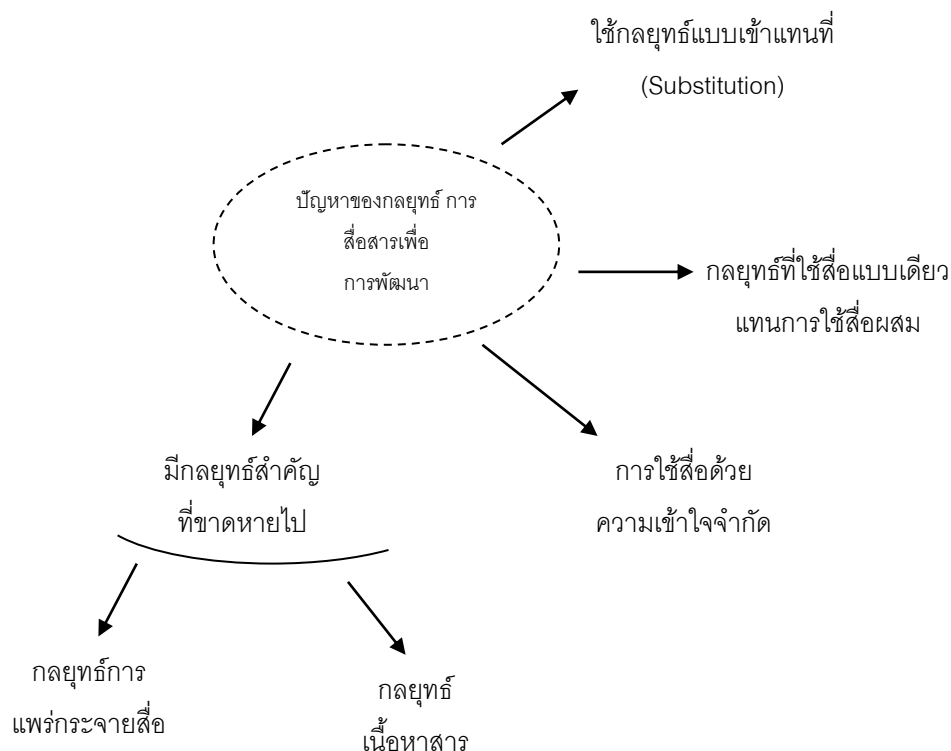 ใช้กลยุทธ์แบบเข้าแทนที่
(Substitution)
ปัญหาของกลยุทธ์ การ
สื่อสารเพื่อ
การพัฒนา
กลยุทธ์ที่ใช้สื่อแบบเดียว
แทนการใช้สื่อผสม
มีกลยุทธ์สำคัญ
ที่ขาดหายไป
การใช้สื่อด้วย
ความเข้าใจจำกัด
กลยุทธ์การ
แพร่กระจายสื่อ
กลยุทธ์
เนื้อหาสาร